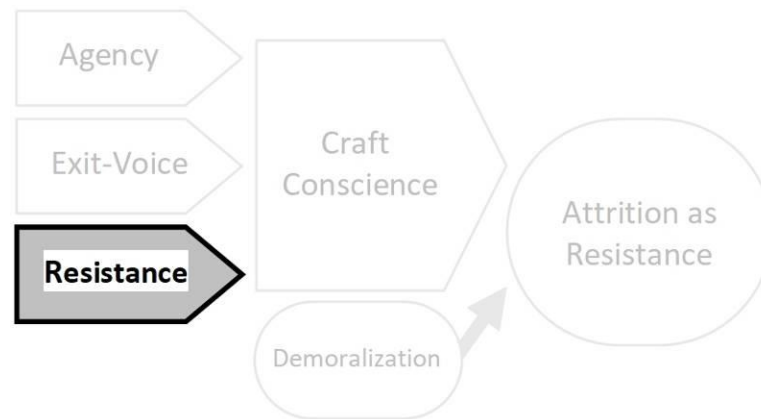 Agency
Exit-Voice
Resistance
Craft
Conscience
Demoralization
Attrition as
Resistance